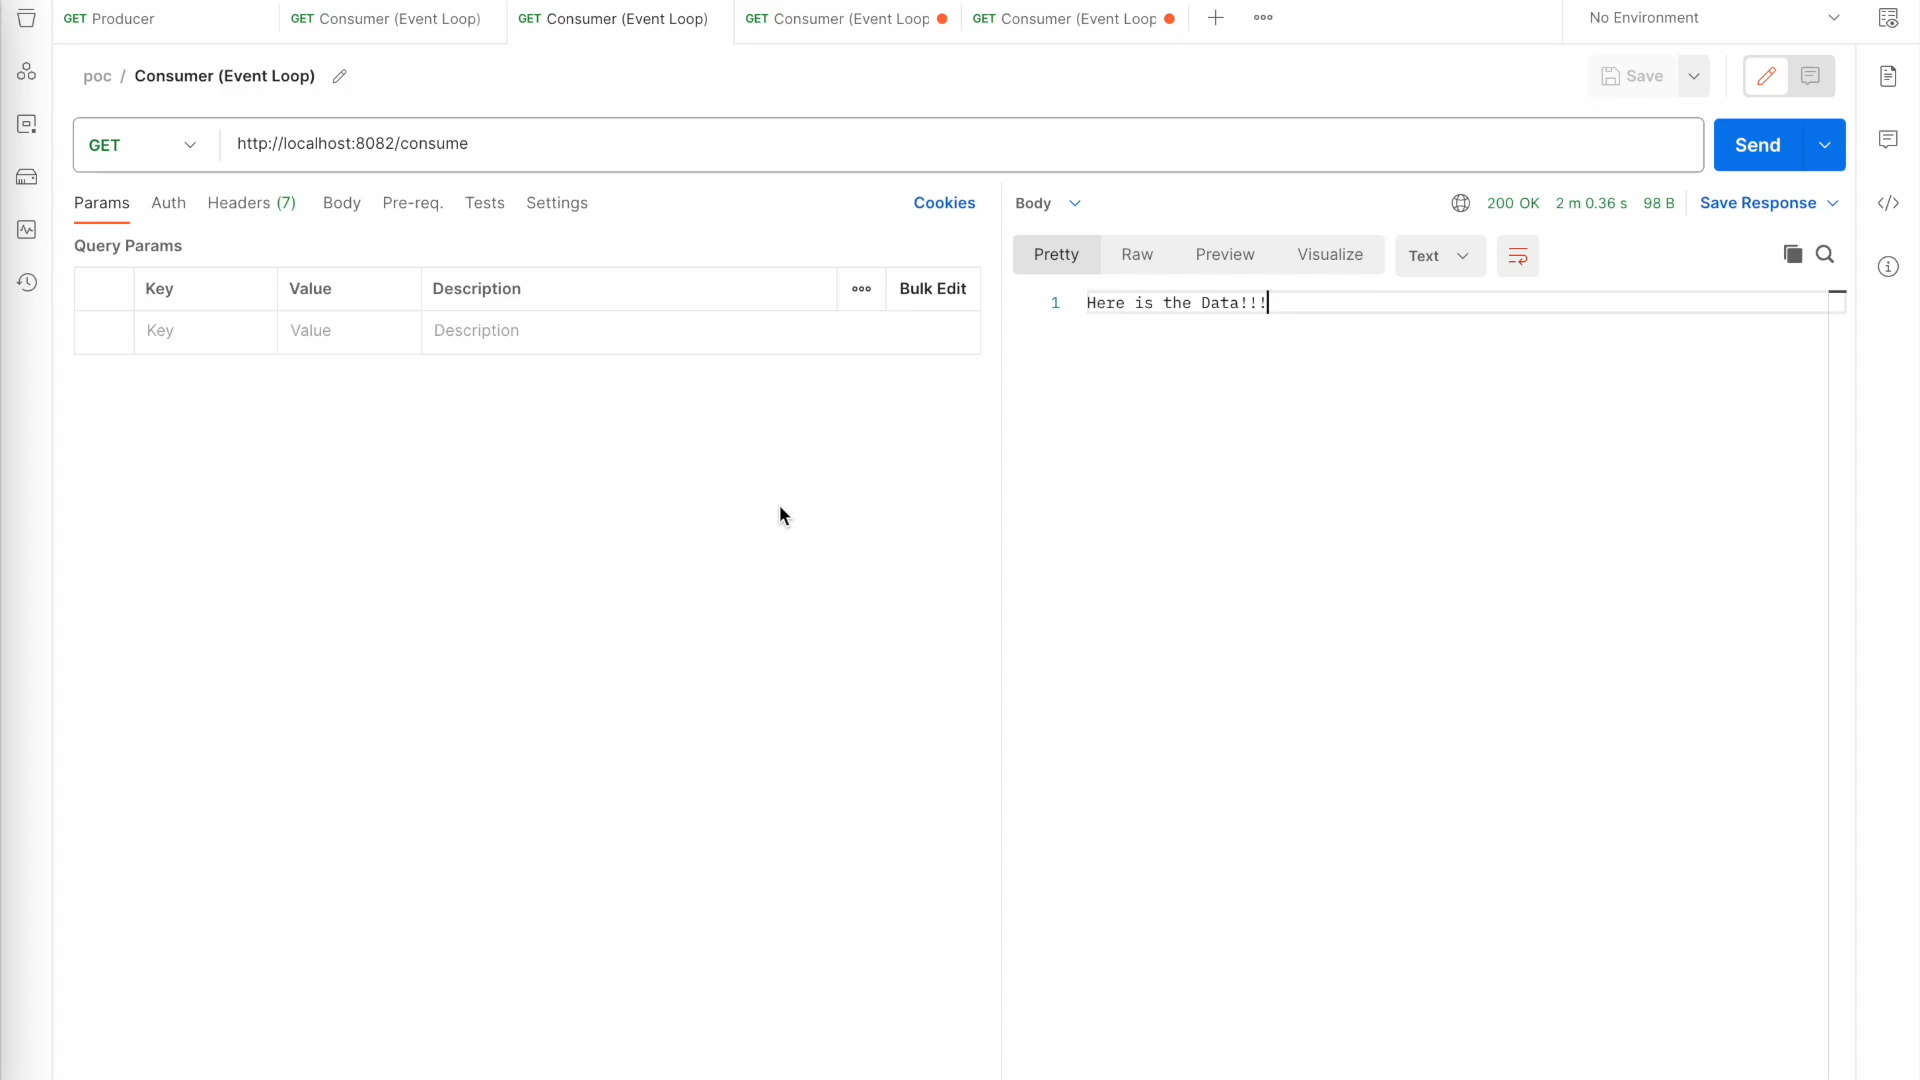 GET Producer
GET Consumer (Event Loop)
GET Consumer (Event Loop)
GET Consumer (Event Loop
GET Consumer (Event Loop
No Environment
poc / Consumer (Event Loop)
Save
GET
http://localhost:8082/consume
Send
Params Auth Headers (7) Body Pre-req. Tests Settings
Cookies
Body
200 OK 2 m 0.36 s 98 B
Save Response
Query Params
Pretty Raw Preview Visualize
Text
Key Value Description
Bulk Edit
1 Here is the Data!!!
Key Value Description